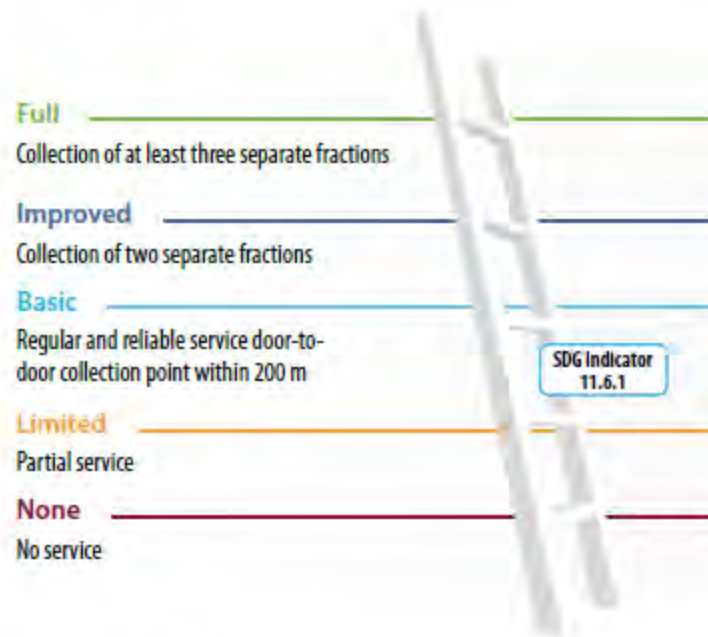 Full
Collection of at least three separate fractions
Improved
Collection of two separate fractions
Basic
Regular and reliable service door-to-
door collection point within 200 m
SDG Indicator
11.6.1
Limited
Partial service
None
No service